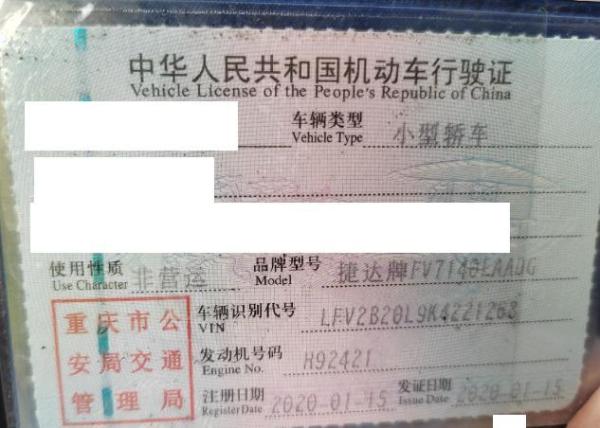 中华人民共和国机动车行驶证
Vehicle License of the People's Republic of China
车辆类型 小型轿车
Vehicle Type
使用性质 非营运 品牌型号 捷达牌FV7140LAADG
Use Character Model
重庆市公
安局交通
管理局
车辆识别代号 LFV2B20L9K4221263
VIN
发动机号码 H92421
Engine No.
注册日期 2020-01-15 发证日期 2020-01-15
Register Date Issue Date